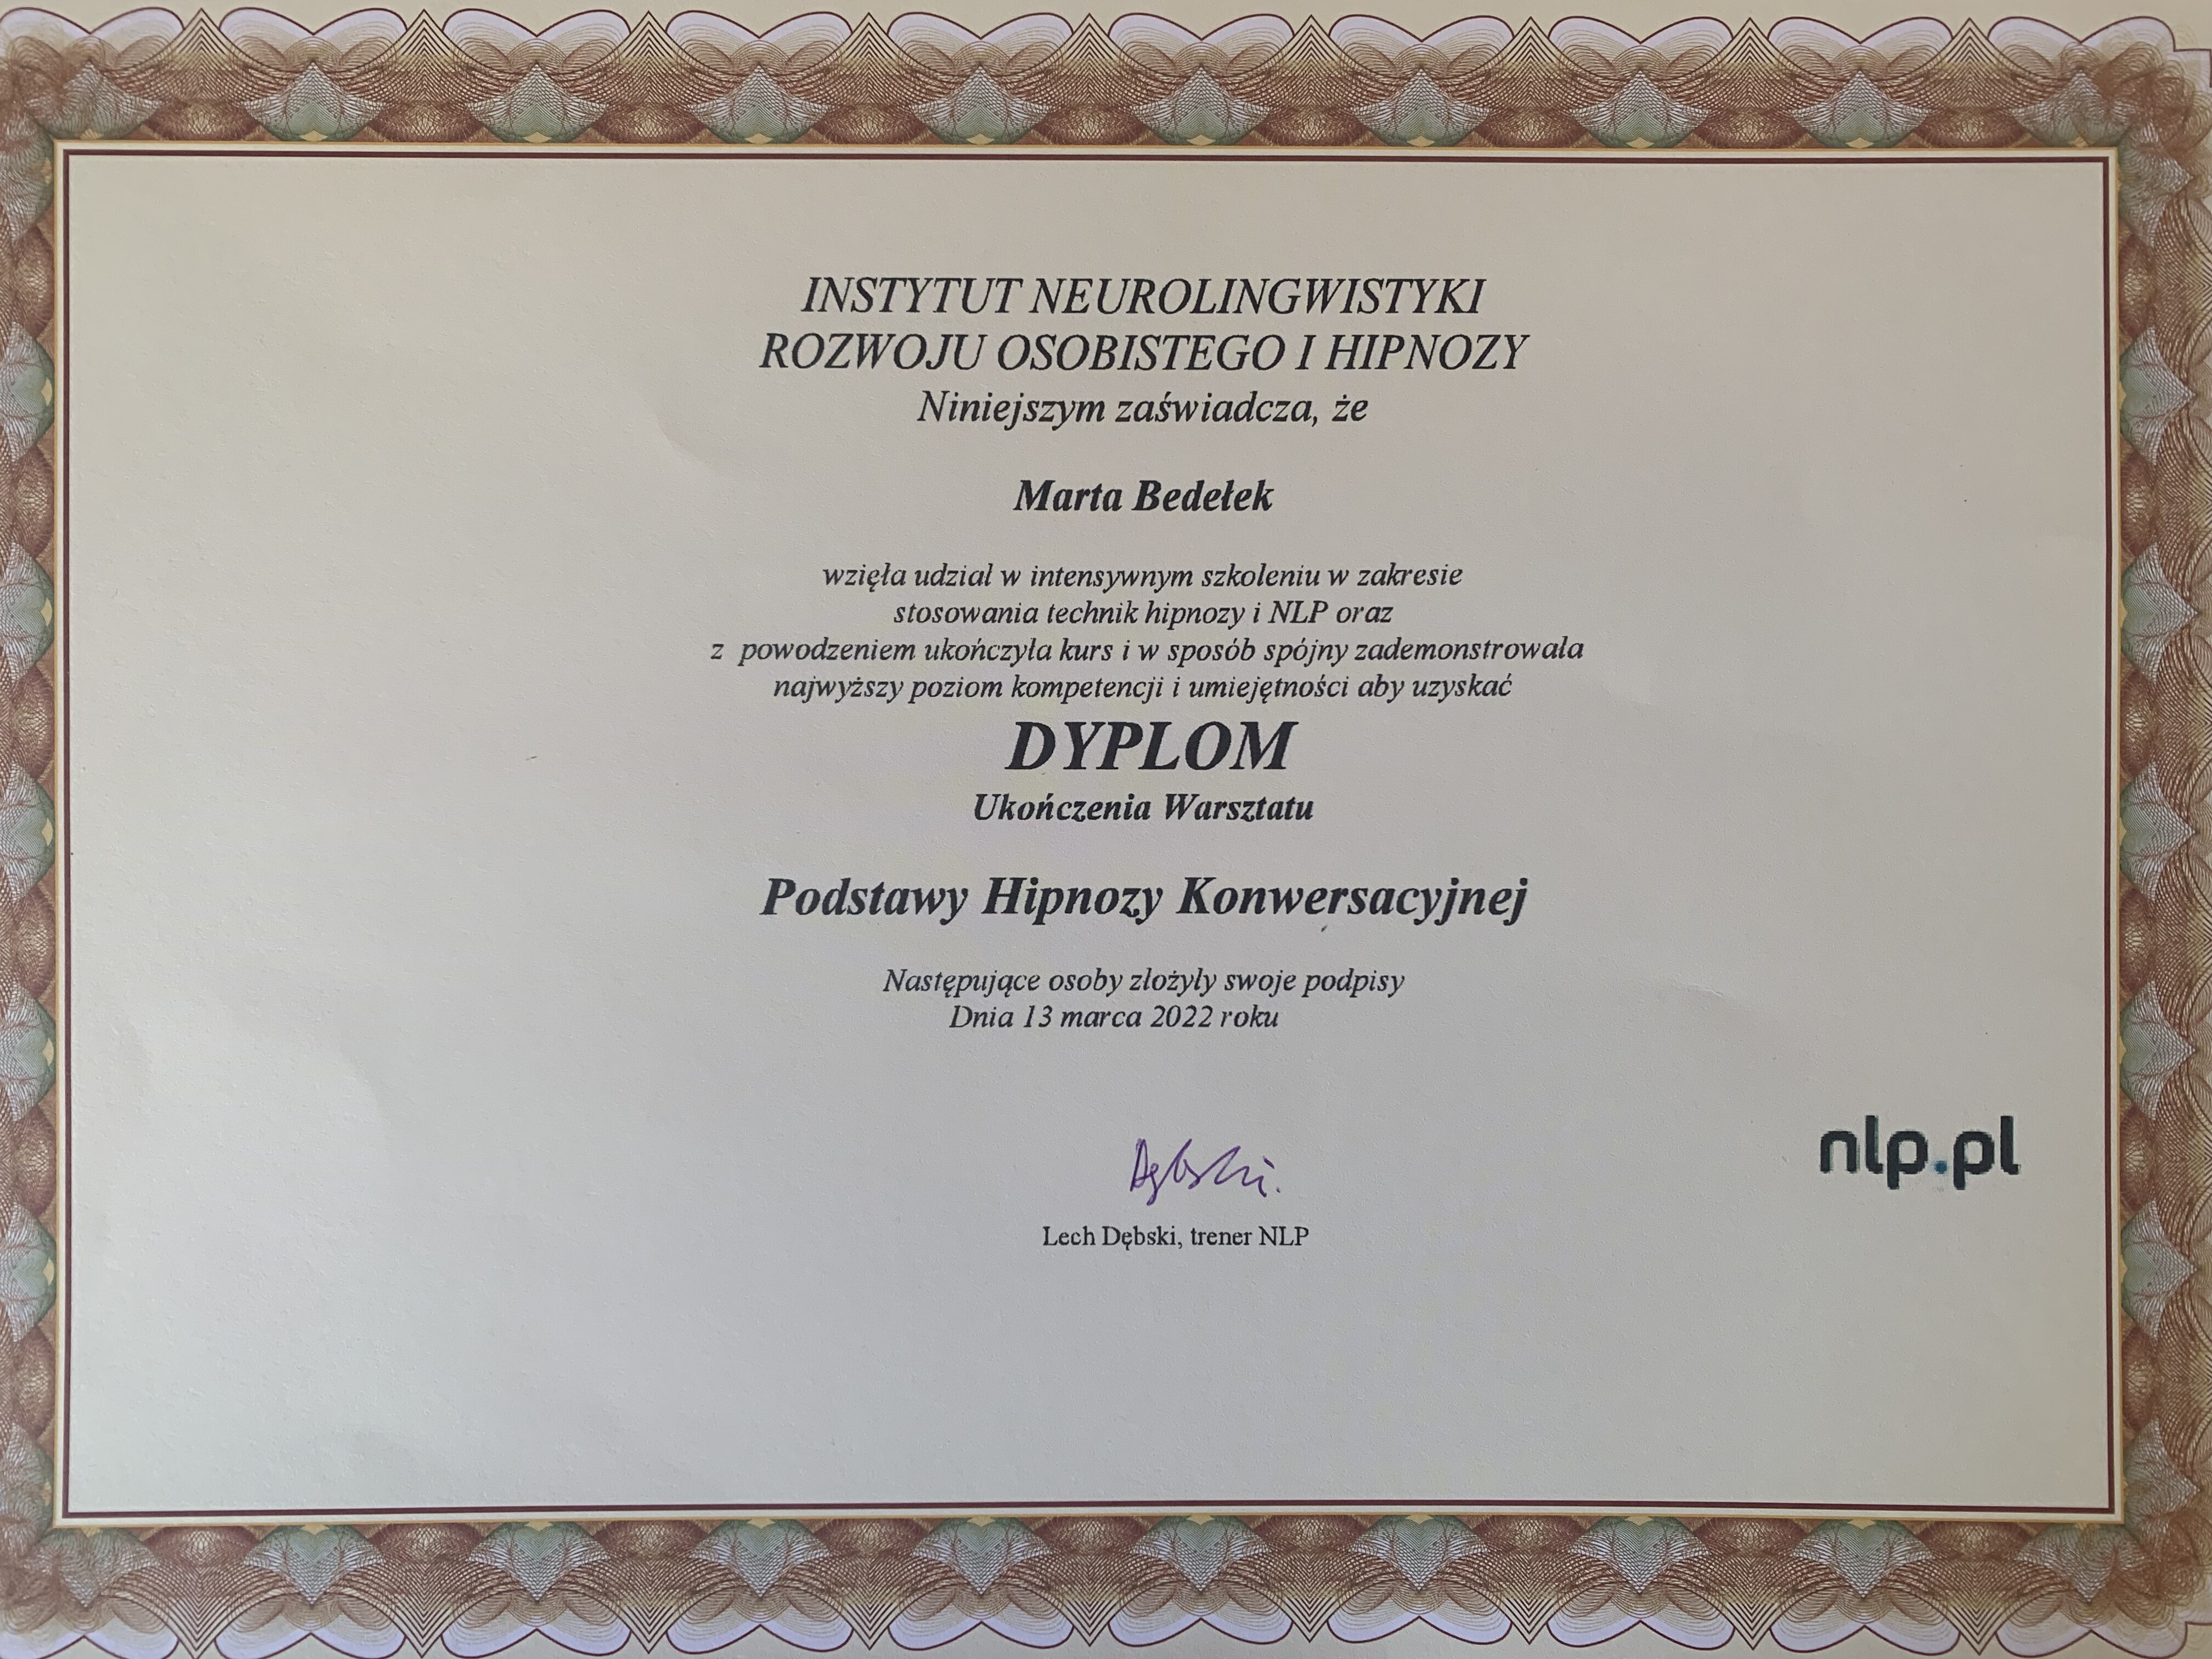 INSTYTUT NEUROLINGWISTYKI
ROZWOJU OSOBISTEGO I HIPNOZY
Niniejszym zaświadcza, że
Marta Bedełek
wzięła udział w intensywnym szkoleniu w zakresie
stosowania technik hipnozy i NLP oraz
z powodzeniem ukończyła kurs i w sposób spójny zademonstrowała
najwyższy poziom kompetencji i umiejętności aby uzyskać
DYPLOM
Ukończenia Warsztatu
Podstawy Hipnozy Konwersacyjnej
Następujące osoby złożyły swoje podpisy
Dnia 13 marca 2022 roku
Dębski
nlp.pl
Lech Dębski, trener NLP